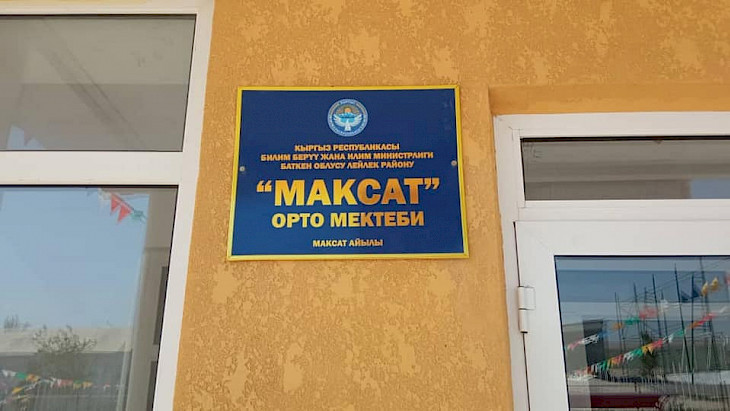 КЫРГЫЗ РЕСПУБЛИКАСЫ
БИЛИМ БЕРҮҮ ЖАНА ИЛИМ МИНИСТРЛИГИ
БАТКЕН ОБЛУСУ ЛЕЙЛЕК РАЙОНУ
“МАКСАТ”
ОРТО МЕКТЕБИ
МАКСАТ АЙЫЛЫ